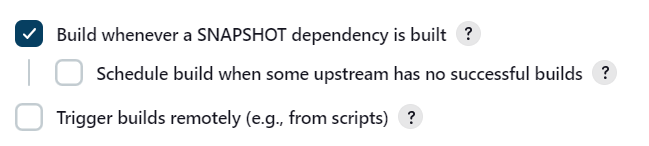 Build whenever a SNAPSHOT dependency is built ?
Schedule build when some upstream has no successful builds ?
Trigger builds remotely (e.g., from scripts) ?